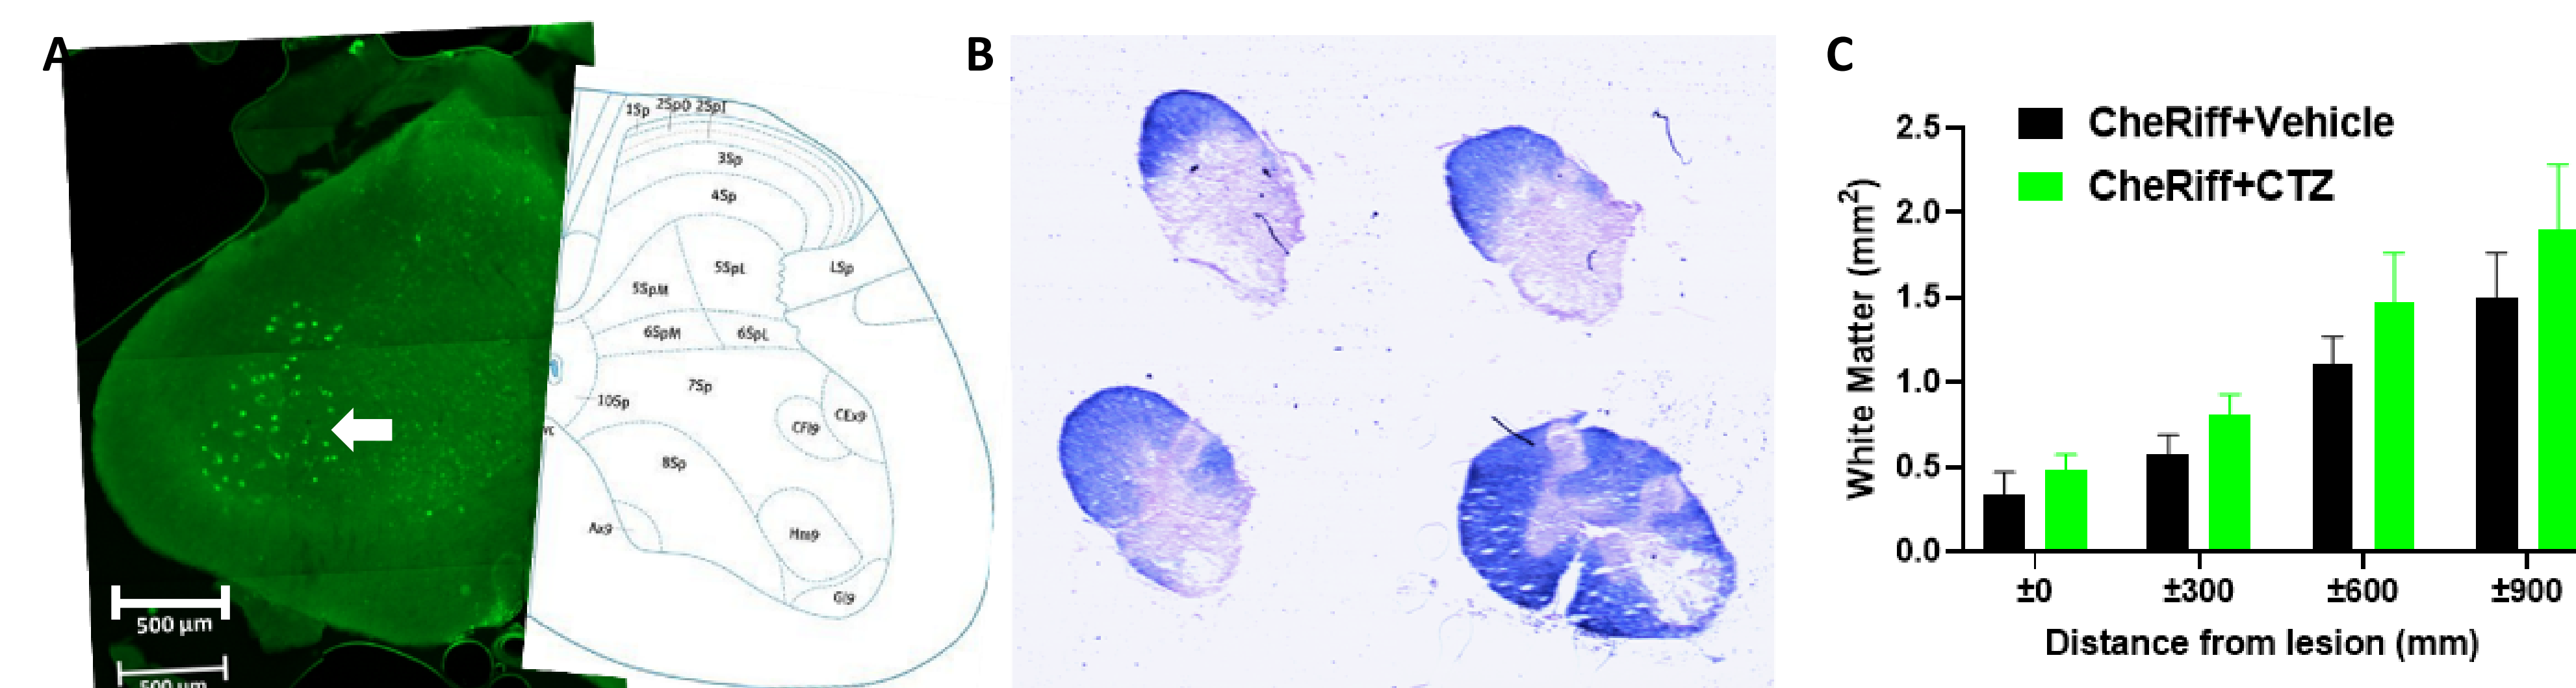 A
1Sp 2SpO 2SpI
3Sp
4Sp
5SpL
LSp
5SpM
6SpM
6SpL
7Sp
10Sp
CEx9
CFl9
8Sp
Ax9
Hm9
Gl9
500 µm
500 µm
B
C
CheRiff+Vehicle
CheRiff+CTZ
White Matter (mm²)
2.5
2.0
1.5
1.0
0.5
0.0
±0 ±300 ±600 ±900
Distance from lesion (mm)